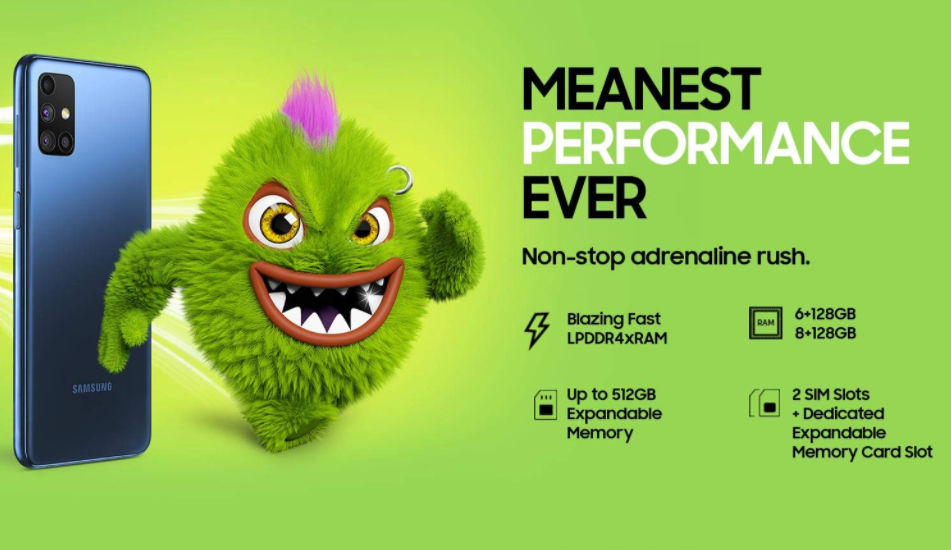 SAMSUNG
MEANEST
PERFORMANCE
EVER
Non-stop adrenaline rush.
Blazing Fast
LPDDR4xRAM
RAM
6+128GB
8+128GB
Up to 512GB
Expandable
Memory
2 SIM Slots
+ Dedicated
Expandable
Memory Card Slot